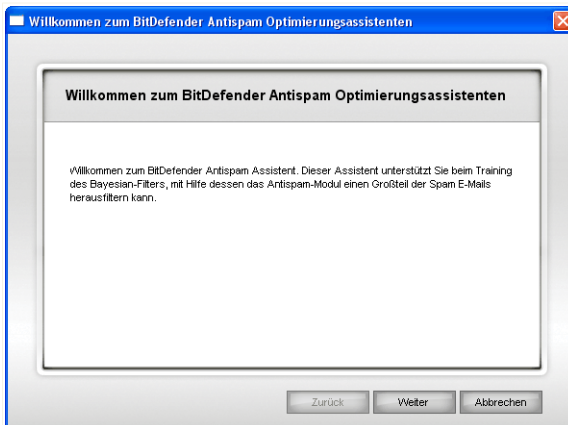 Willkommen zum BitDefender Antispam Optimierungsassistenten
Willkommen zum BitDefender Antispam Optimierungsassistenten
Willkommen zum BitDefender Antispam Assistent. Dieser Assistent unterstützt Sie beim Training
des Bayesian-Filters, mit Hilfe dessen das Antispam-Modul einen Großteil der Spam E-Mails
herausfiltern kann.
Zurück Weiter Abbrechen